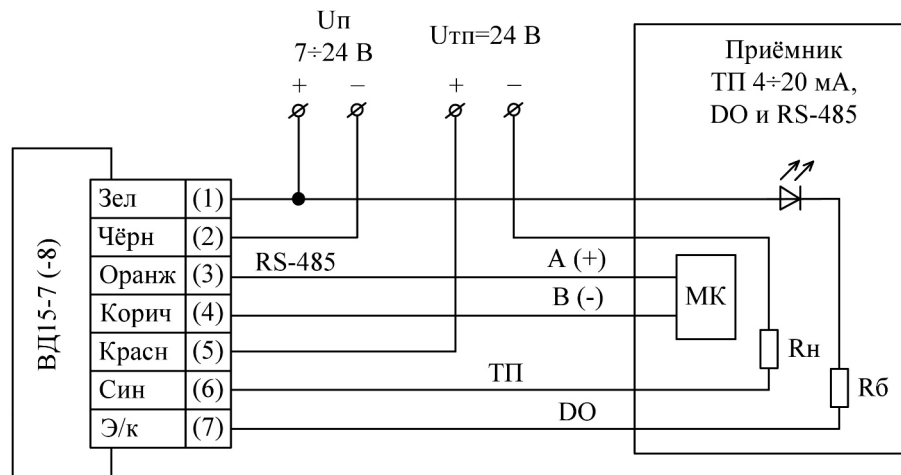 Uп
7÷24 В
Uтп=24 В
+
−
+
−
Приёмник
ТП 4÷20 мА,
DO и RS-485
ВД15-7 (-8)
Зел (1)
Чёрн (2)
Оранж (3)
Корич (4)
Красн (5)
Син (6)
Э/к (7)
RS-485
A (+)
B (-)
МК
Rн
ТП
Rб
DO